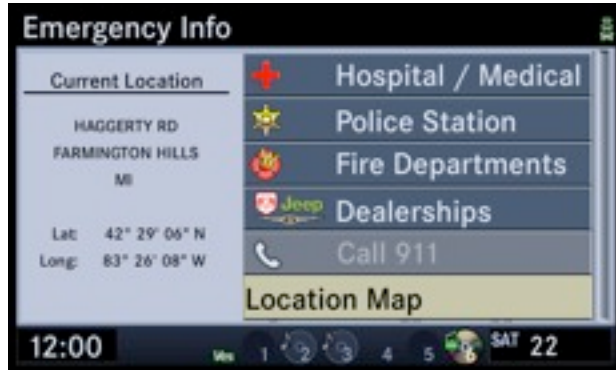 Emergency Info
Current Location
HAGGERTY RD
FARMINGTON HILLS
MI
Lat: 42° 29' 06" N
Long: 83° 26' 08" W
Hospital / Medical
Police Station
Fire Departments
Jeep Dealerships
Call 911
Location Map
12:00 Ves 1 2 3 4 5 6 SAT 22